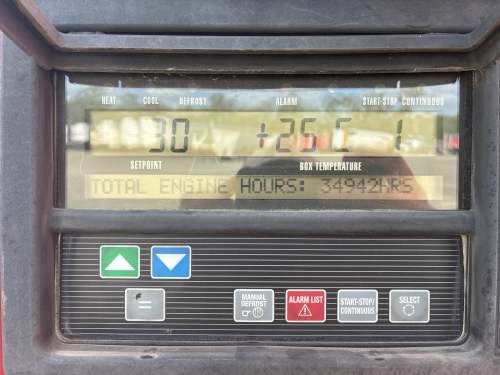 HEAT COOL DEFROST ALARM START-STOP CONTINUOUS
30 +25 C
SETPOINT BOX TEMPERATURE
TOTAL ENGINE HOURS: 34942HRS
=
MANUAL DEFROST
ALARM LIST
START-STOP/ CONTINUOUS
SELECT